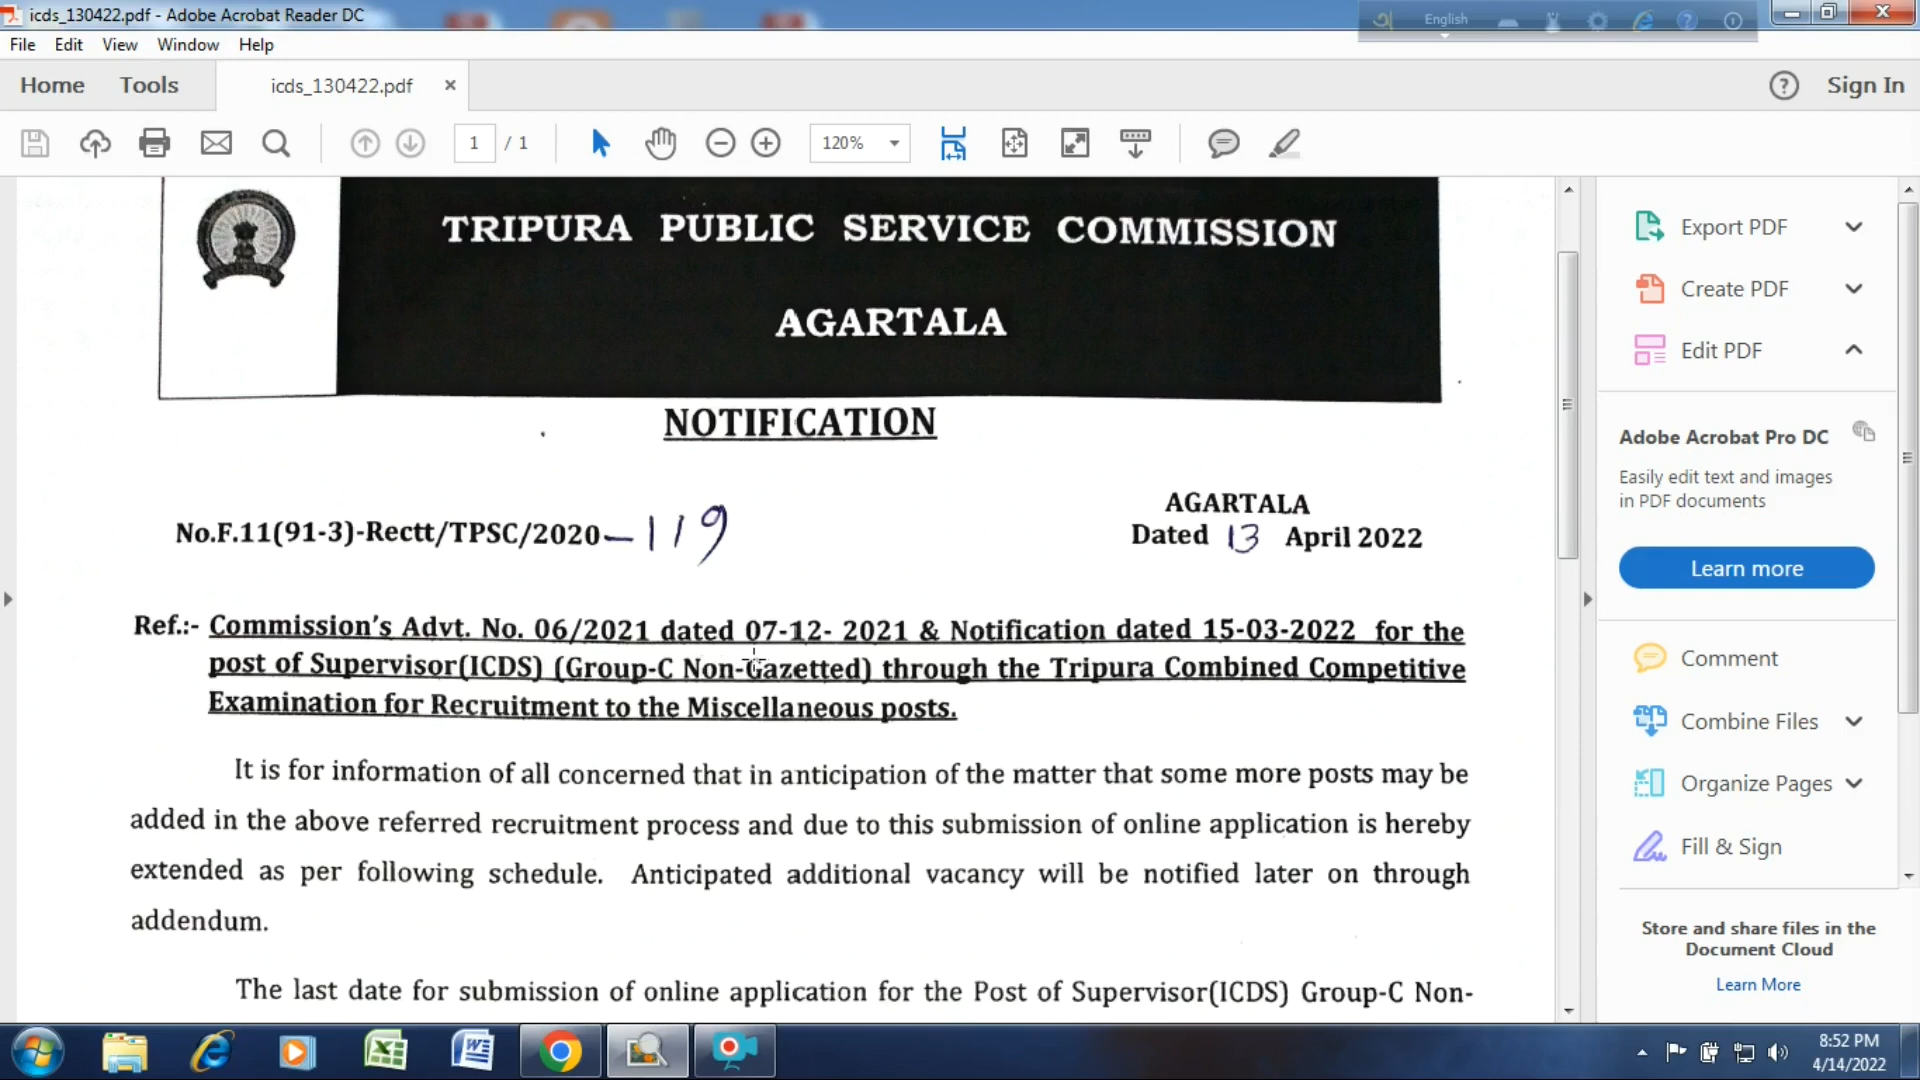 icds_130422.pdf - Adobe Acrobat Reader DC
English
File Edit View Window Help
Home Tools icds_130422.pdf Sign In
1 / 1 120%
TRIPURA PUBLIC SERVICE COMMISSION
AGARTALA
NOTIFICATION
AGARTALA
No.F.11(91-3)-Rectt/TPSC/2020-119 Dated 13 April 2022
Ref.:- Commission's Advt. No. 06/2021 dated 07-12- 2021 & Notification dated 15-03-2022 for the
post of Supervisor(ICDS) (Group-C Non-Gazetted) through the Tripura Combined Competitive
Examination for Recruitment to the Miscellaneous posts.
It is for information of all concerned that in anticipation of the matter that some more posts may be
added in the above referred recruitment process and due to this submission of online application is hereby
extended as per following schedule. Anticipated additional vacancy will be notified later on through
addendum.
The last date for submission of online application for the Post of Supervisor(ICDS) Group-C Non-
Export PDF
Create PDF
Edit PDF
Adobe Acrobat Pro DC
Easily edit text and images
in PDF documents
Learn more
Comment
Combine Files
Organize Pages
Fill & Sign
Store and share files in the
Document Cloud
Learn More
8:52 PM
4/14/2022